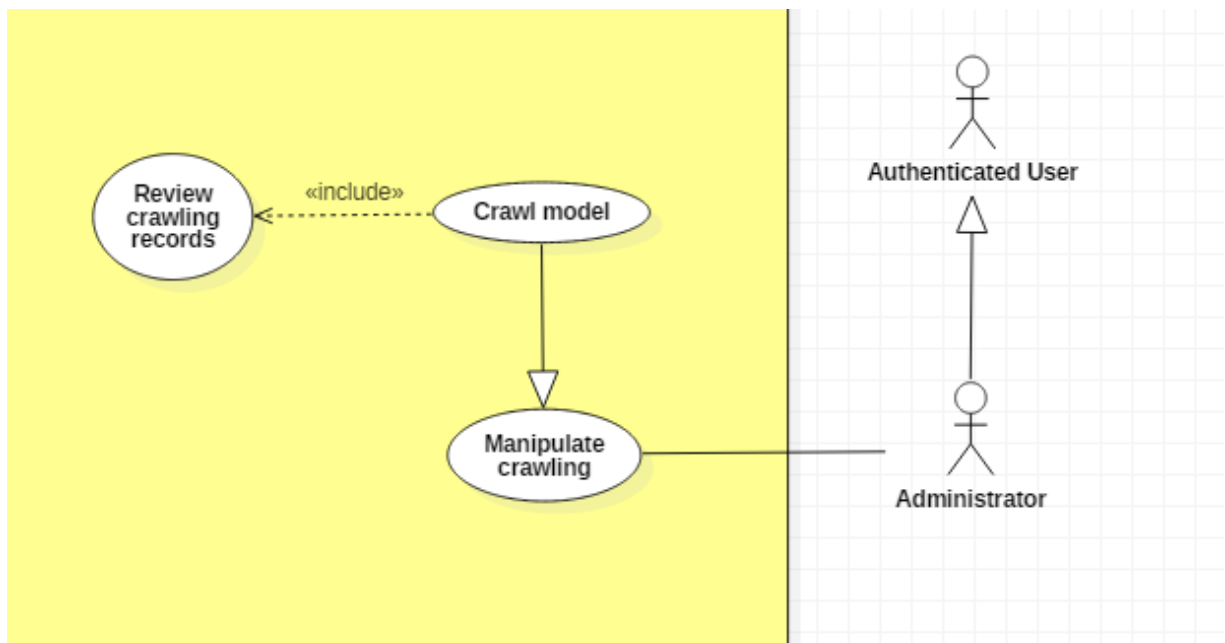 Review
crawling
records
«include»
Crawl model
Authenticated User
Manipulate
crawling
Administrator